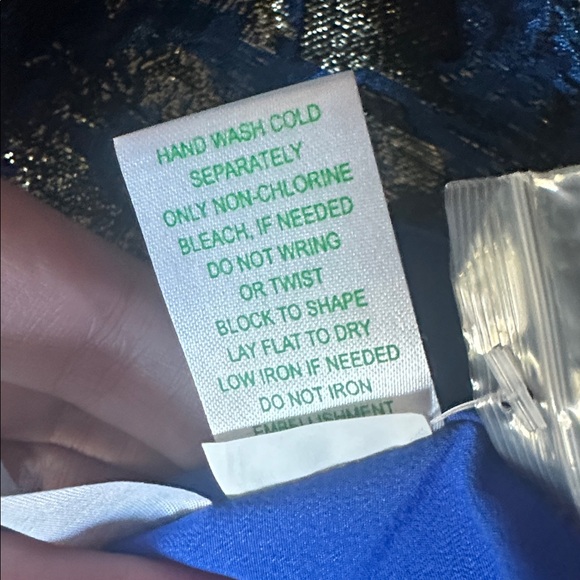 HAND WASH COLD
SEPARATELY
ONLY NON-CHLORINE
BLEACH, IF NEEDED
DO NOT WRING
OR TWIST
BLOCK TO SHAPE
LAY FLAT TO DRY
LOW IRON IF NEEDED
DO NOT IRON
EMBELLISHMENT